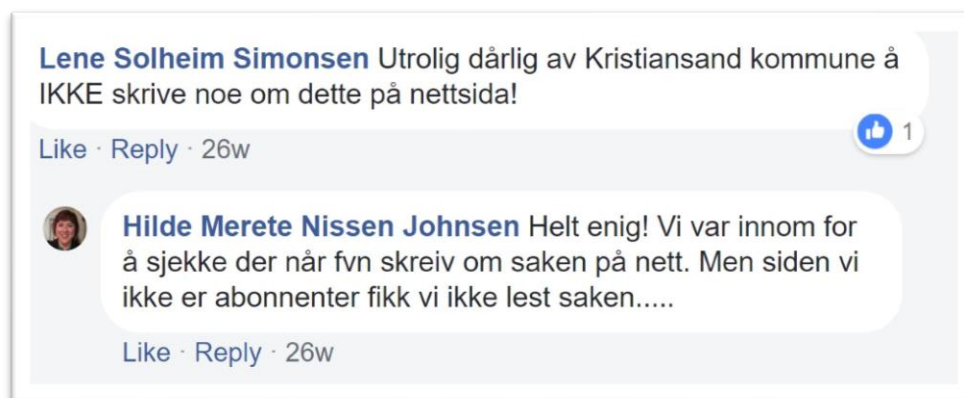 Lene Solheim Simonsen Utrolig dårlig av Kristiansand kommune å
IKKE skrive noe om dette på nettsida!
1
Like · Reply · 26w
Hilde Merete Nissen Johnsen Helt enig! Vi var innom for
å sjekke der når fvn skreiv om saken på nett. Men siden vi
ikke er abonnenter fikk vi ikke lest saken.....
Like · Reply · 26w